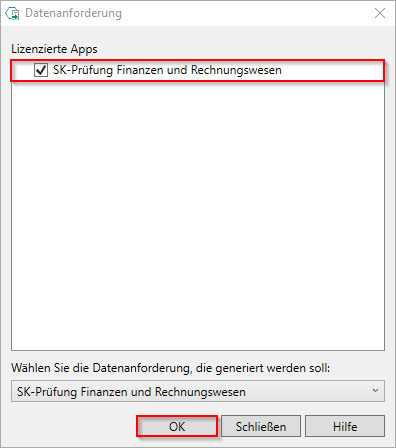 Datenanforderung
Lizenzierte Apps
SK-Prüfung Finanzen und Rechnungswesen
Wählen Sie die Datenanforderung, die generiert werden soll:
SK-Prüfung Finanzen und Rechnungswesen
OK Schließen Hilfe